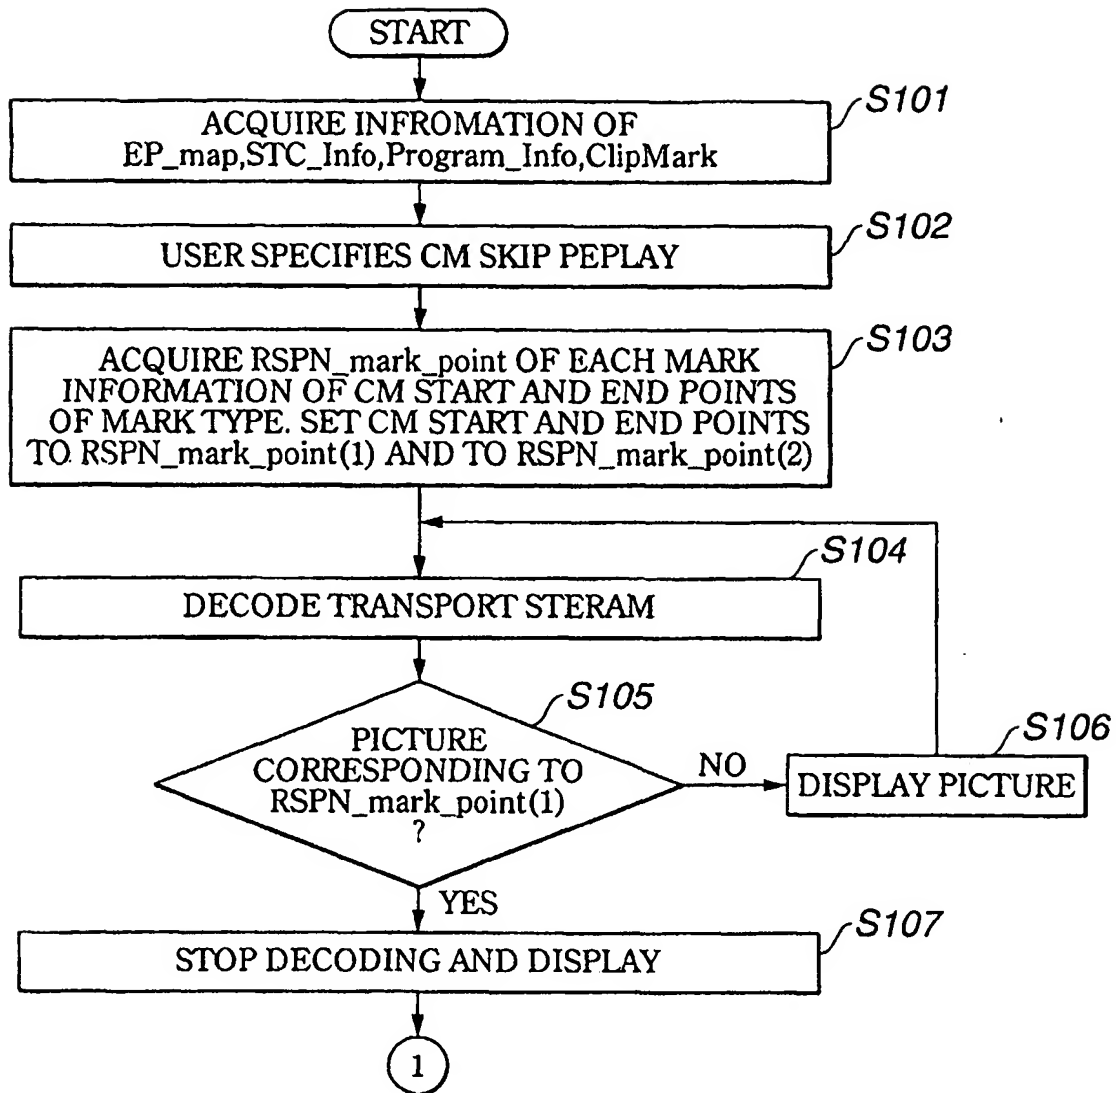 START
S101
ACQUIRE INFROMATION OF
EP_map,STC_Info,Program_Info,ClipMark
S102
USER SPECIFIES CM SKIP PEPLAY
S103
ACQUIRE RSPN_mark_point OF EACH MARK
INFORMATION OF CM START AND END POINTS
OF MARK TYPE. SET CM START AND END POINTS
TO RSPN_mark_point(1) AND TO RSPN_mark_point(2)
S104
DECODE TRANSPORT STERAM
S105
PICTURE
CORRESPONDING TO
RSPN_mark_point(1)
?
NO
S106
DISPLAY PICTURE
YES
S107
STOP DECODING AND DISPLAY
1